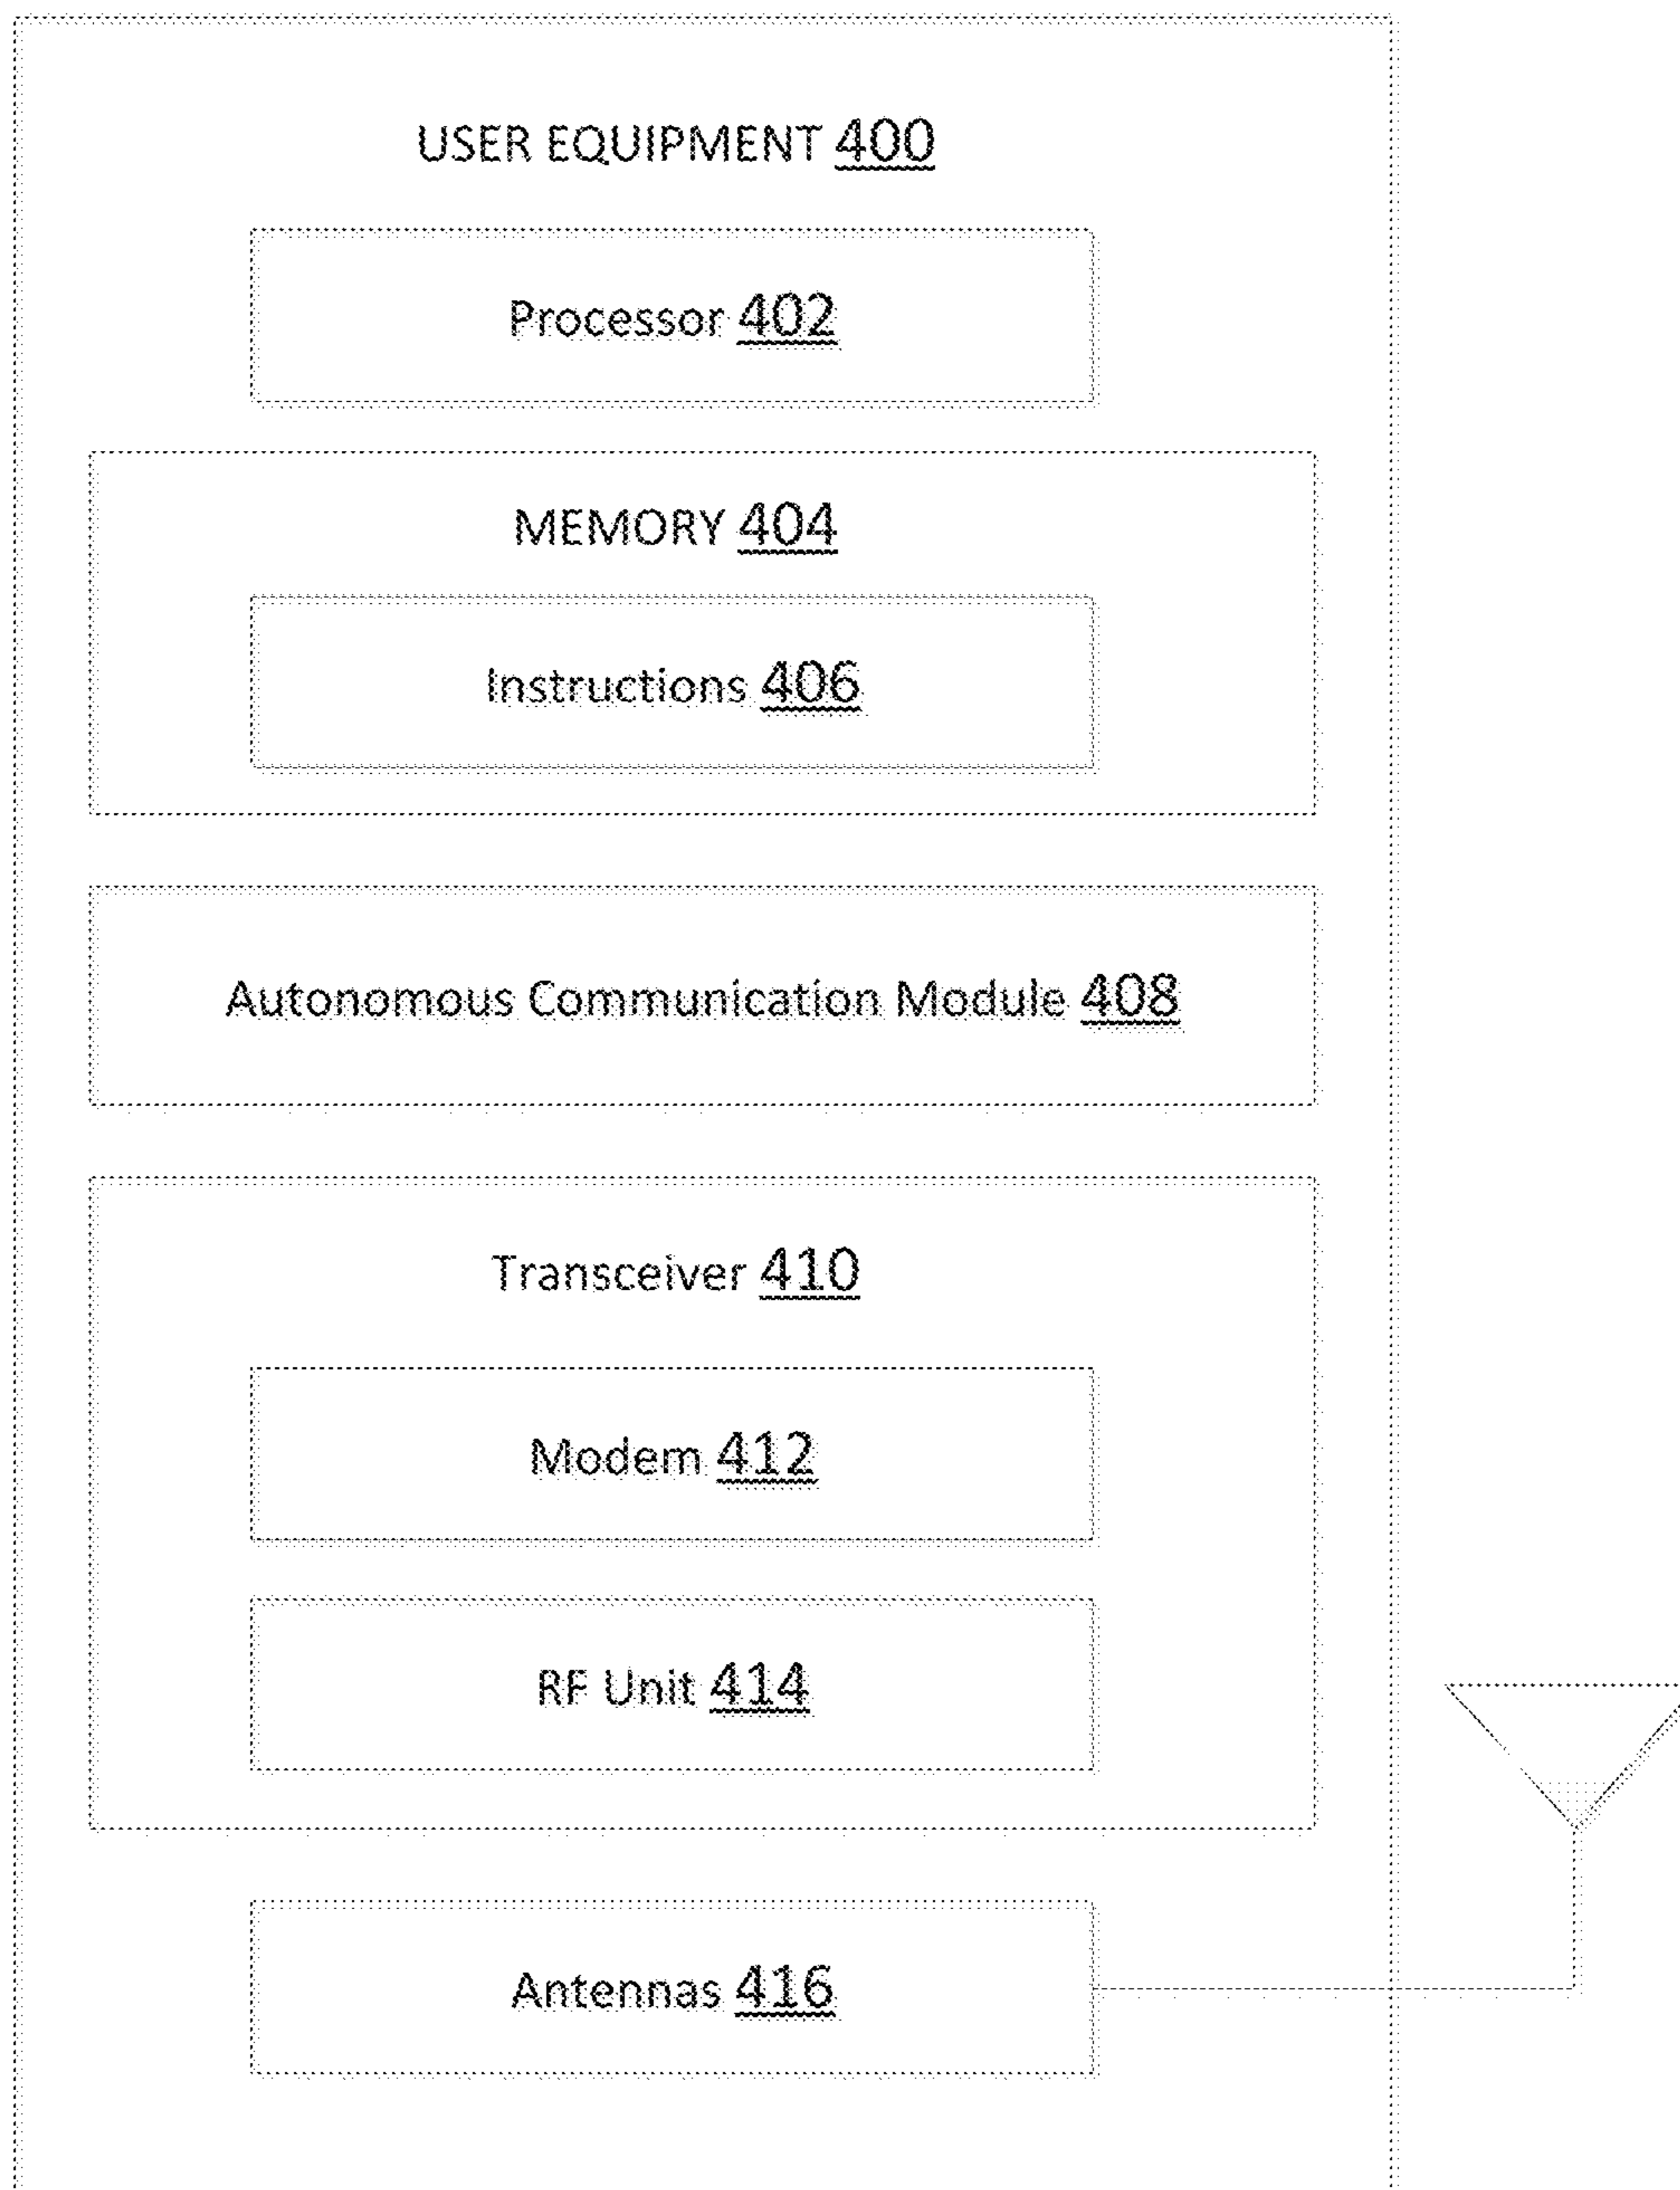 USER EQUIPMENT 400
Processor 402
MEMORY 404
Instructions 406
Autonomous Communication Module 408
Transceiver 410
Modem 412
RF Unit 414
Antennas 416